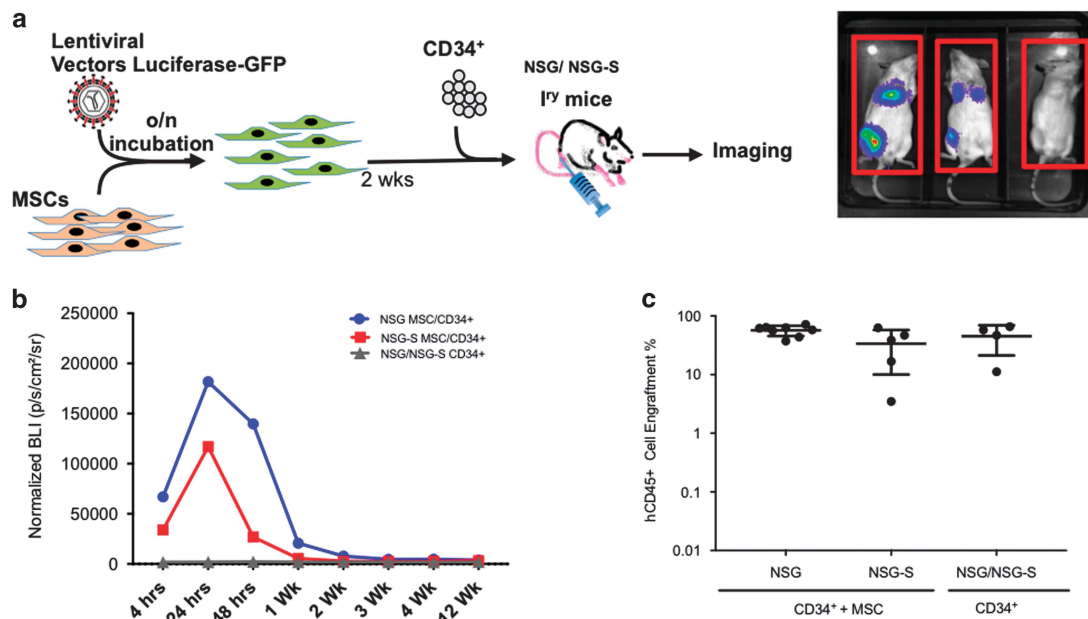 a
Lentiviral
Vectors Luciferase-GFP
o/n
incubation
MSCs
2 wks
CD34⁺
NSG/ NSG-S
Iʳʸ mice
Imaging
b
Normalized BLI (p/s/cm²/sr)
250000
200000
150000
100000
50000
0
4 hrs
24 hrs
48 hrs
1 Wk
2 Wk
3 Wk
4 Wk
12 Wk
NSG MSC/CD34+
NSG-S MSC/CD34+
NSG/NSG-S CD34+
c
hCD45+ Cell Engraftment %
100
10
1
0.1
0.01
NSG
NSG-S
NSG/NSG-S
CD34⁺ + MSC
CD34⁺